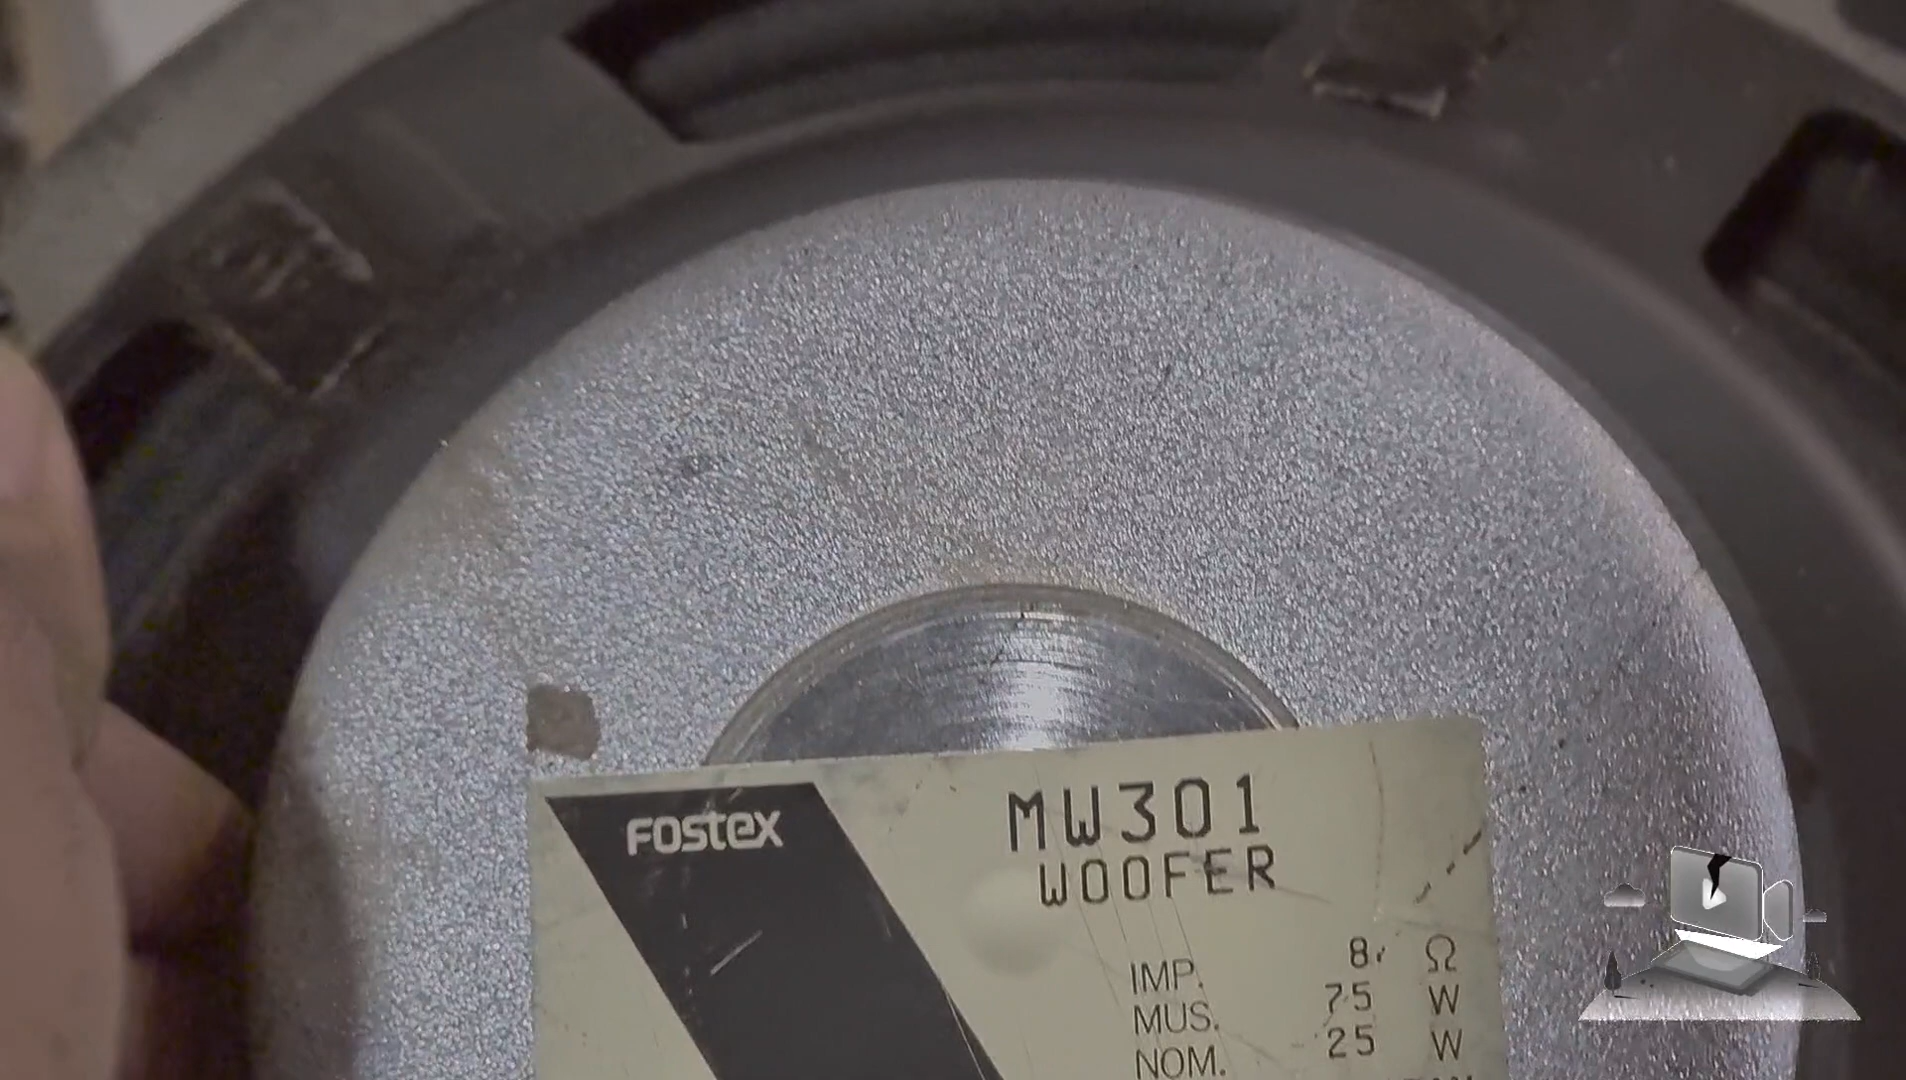 FOSTEX
MW301
WOOFER
IMP. 8 Ω
MUS. 75 W
NOM. 25 W